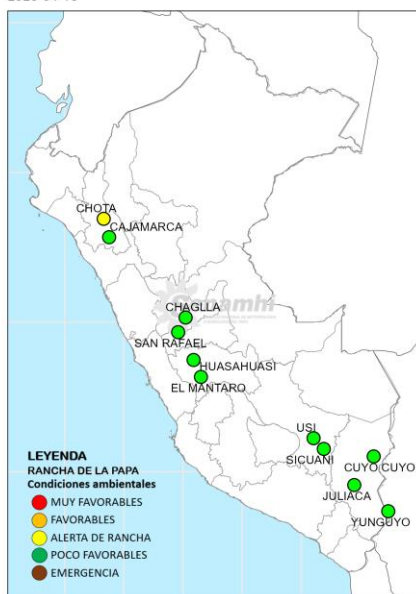 CHOTA
CAJAMARCA
CHAGLLA
SAN RAFAEL
HUASAHUASI
EL MANTARO
USI
SICUANI
CUYO CUYO
JULIACA
YUNGUYO
LEYENDA
RANCHA DE LA PAPA
Condiciones ambientales
MUY FAVORABLES
FAVORABLES
ALERTA DE RANCHA
POCO FAVORABLES
EMERGENCIA